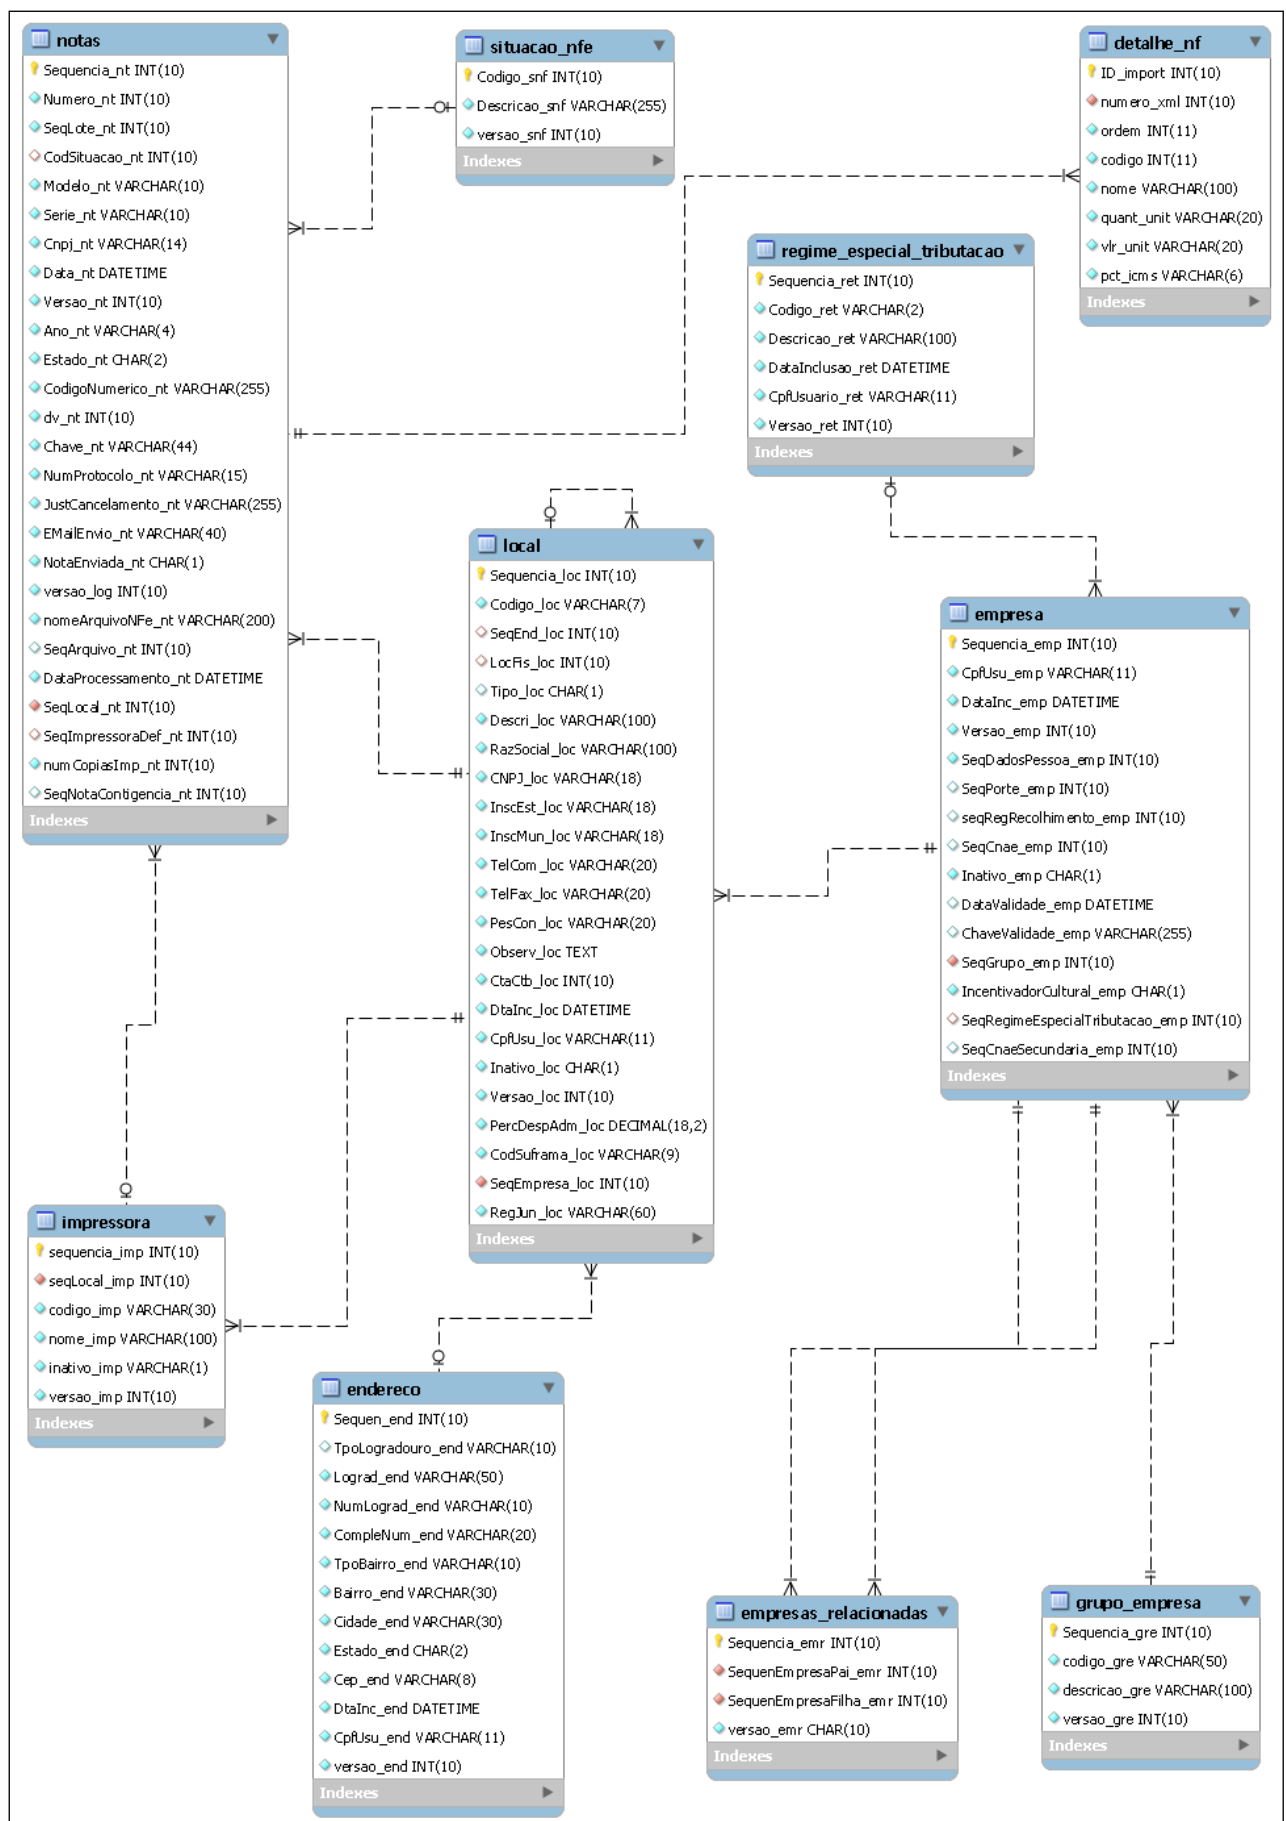 notas
Sequencia_nt INT(10)
Numero_nt INT(10)
SeqLote_nt INT(10)
CodSituacao_nt INT(10)
Modelo_nt VARCHAR(10)
Serie_nt VARCHAR(10)
Cnpj_nt VARCHAR(14)
Data_nt DATETIME
Versao_nt INT(10)
Ano_nt VARCHAR(4)
Estado_nt CHAR(2)
CodigoNumerico_nt VARCHAR(255)
dv_nt INT(10)
Chave_nt VARCHAR(44)
NumProtocolo_nt VARCHAR(15)
JustCancelamento_nt VARCHAR(255)
EMailEnvio_nt VARCHAR(40)
NotaEnviada_nt CHAR(1)
versao_log INT(10)
nomeArquivoNFe_nt VARCHAR(200)
SeqArquivo_nt INT(10)
DataProcessamento_nt DATETIME
SeqLocal_nt INT(10)
SeqImpressoraDef_nt INT(10)
numCopiasImp_nt INT(10)
SeqNotaContigencia_nt INT(10)
Indexes
situacao_nfe
Codigo_snf INT(10)
Descricao_snf VARCHAR(255)
versao_snf INT(10)
Indexes
detalhe_nf
ID_import INT(10)
numero_xml INT(10)
ordem INT(11)
codigo INT(11)
nome VARCHAR(100)
quant_unit VARCHAR(20)
vlr_unit VARCHAR(20)
pct_icms VARCHAR(6)
Indexes
regime_especial_tributacao
Sequencia_ret INT(10)
Codigo_ret VARCHAR(2)
Descricao_ret VARCHAR(100)
DataInclusao_ret DATETIME
CpfUsuario_ret VARCHAR(11)
Versao_ret INT(10)
Indexes
local
Sequencia_loc INT(10)
Codigo_loc VARCHAR(7)
SeqEnd_loc INT(10)
LocFis_loc INT(10)
Tipo_loc CHAR(1)
Descri_loc VARCHAR(100)
RazSocial_loc VARCHAR(100)
CNPJ_loc VARCHAR(18)
InscEst_loc VARCHAR(18)
InscMun_loc VARCHAR(18)
TelCom_loc VARCHAR(20)
TelFax_loc VARCHAR(20)
PesCon_loc VARCHAR(20)
Observ_loc TEXT
CtaCtb_loc INT(10)
DtaInc_loc DATETIME
CpfUsu_loc VARCHAR(11)
Inativo_loc CHAR(1)
Versao_loc INT(10)
PercDespAdm_loc DECIMAL(18,2)
CodSuframa_loc VARCHAR(9)
SeqEmpresa_loc INT(10)
RegJun_loc VARCHAR(60)
Indexes
empresa
Sequencia_emp INT(10)
CpfUsu_emp VARCHAR(11)
DataInc_emp DATETIME
Versao_emp INT(10)
SeqDadosPessoa_emp INT(10)
SeqPorte_emp INT(10)
seqRegRecolhimento_emp INT(10)
SeqCnae_emp INT(10)
Inativo_emp CHAR(1)
DataValidade_emp DATETIME
ChaveValidade_emp VARCHAR(255)
SeqGrupo_emp INT(10)
IncentivadorCultural_emp CHAR(1)
SeqRegimeEspecialTributacao_emp INT(10)
SeqCnaeSecundaria_emp INT(10)
Indexes
impressora
sequencia_imp INT(10)
seqLocal_imp INT(10)
codigo_imp VARCHAR(30)
nome_imp VARCHAR(100)
inativo_imp VARCHAR(1)
versao_imp INT(10)
Indexes
endereco
Sequen_end INT(10)
TpoLogradouro_end VARCHAR(10)
Lograd_end VARCHAR(50)
NumLograd_end VARCHAR(10)
CompleNum_end VARCHAR(20)
TpoBairro_end VARCHAR(10)
Bairro_end VARCHAR(30)
Cidade_end VARCHAR(30)
Estado_end CHAR(2)
Cep_end VARCHAR(8)
DtaInc_end DATETIME
CpfUsu_end VARCHAR(11)
versao_end INT(10)
Indexes
empresas_relacionadas
Sequencia_emr INT(10)
SequenEmpresaPai_emr INT(10)
SequenEmpresaFilha_emr INT(10)
versao_emr CHAR(10)
Indexes
grupo_empresa
Sequencia_gre INT(10)
codigo_gre VARCHAR(50)
descricao_gre VARCHAR(100)
versao_gre INT(10)
Indexes